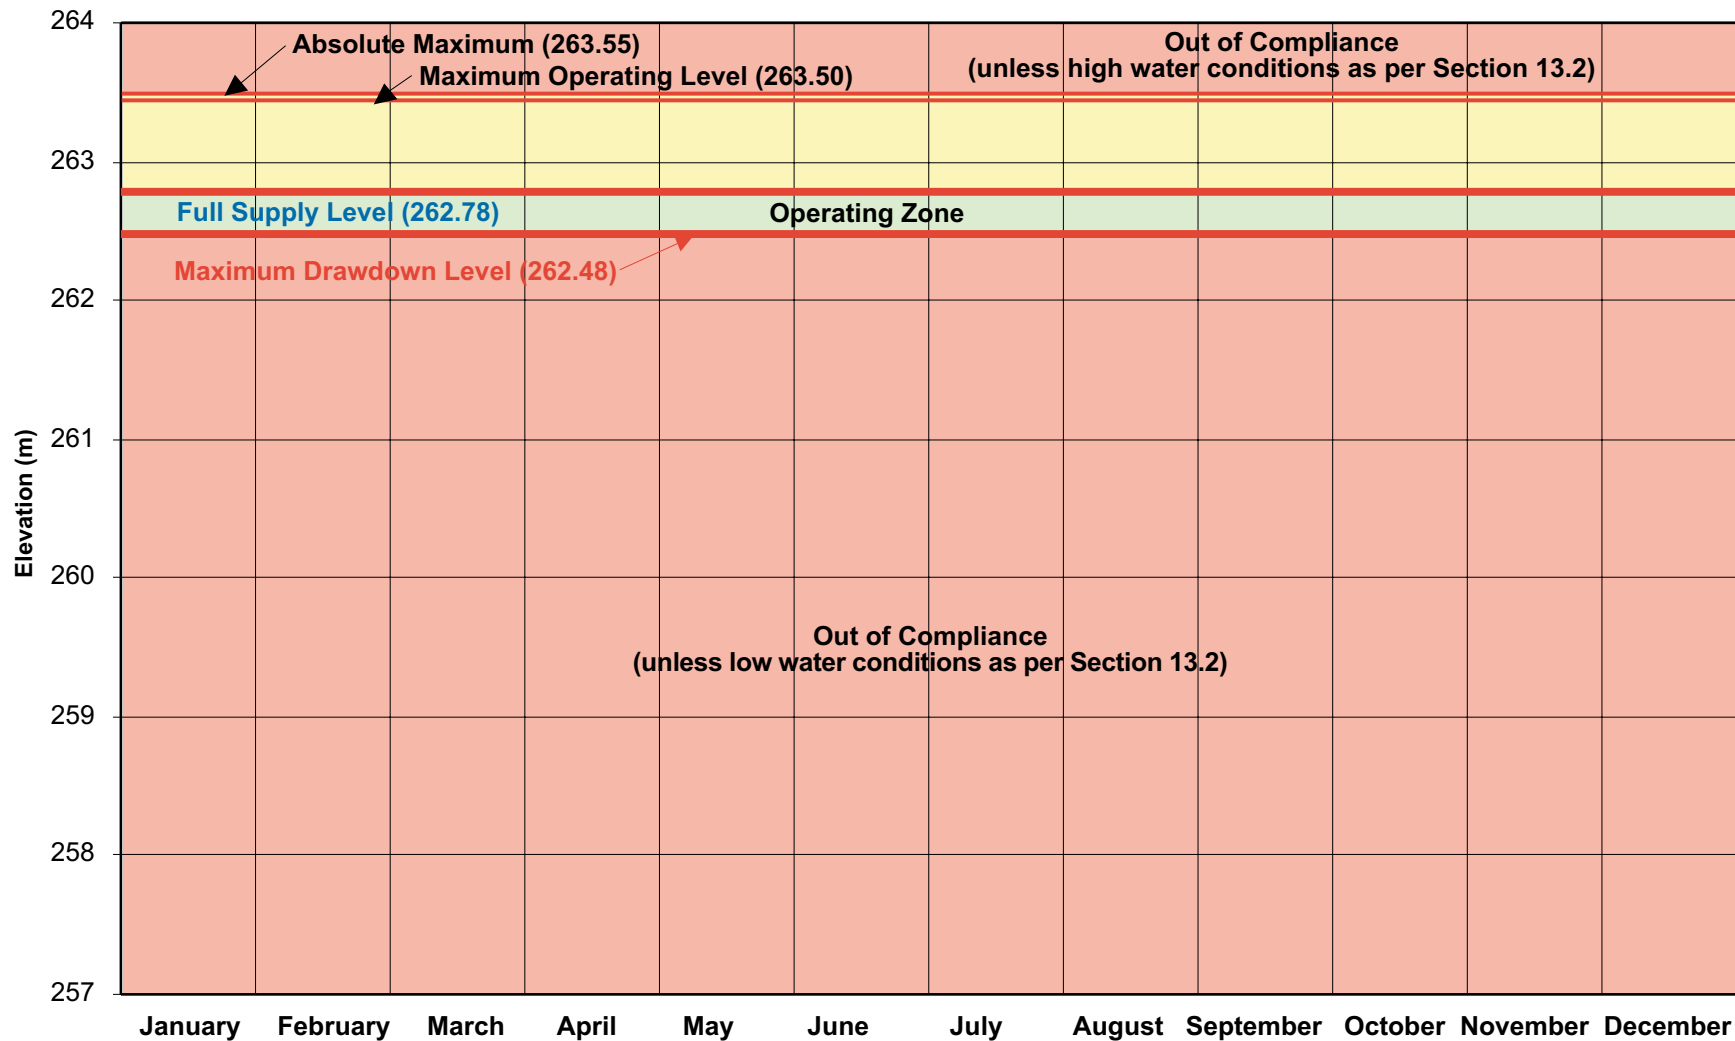 264
Absolute Maximum (263.55)
Maximum Operating Level (263.50)
Out of Compliance
(unless high water conditions as per Section 13.2)
263
Full Supply Level (262.78)
Operating Zone
Maximum Drawdown Level (262.48)
262
261
Elevation (m)
260
Out of Compliance
(unless low water conditions as per Section 13.2)
259
258
257
January February March April May June July August September October November December